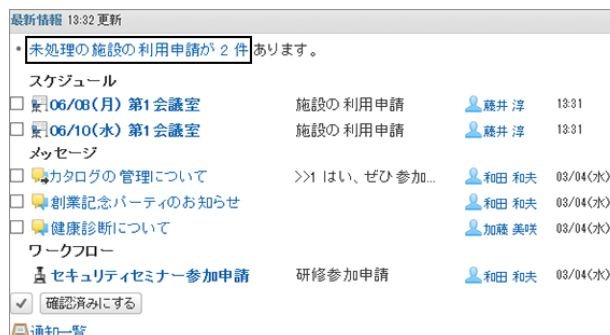 最新情報 13:32 更新
・未処理の施設の利用申請が 2 件 あります。
スケジュール
06/08(月) 第1会議室 施設の利用申請 藤井 淳 13:31
06/10(水) 第1会議室 施設の利用申請 藤井 淳 13:31
メッセージ
カタログの管理について >>1 はい、ぜひ参加... 和田 和夫 03/04(水)
創業記念パーティのお知らせ 和田 和夫 03/04(水)
健康診断について 加藤 美咲 03/04(水)
ワークフロー
セキュリティセミナー参加申請 研修参加申請 和田 和夫 03/04(水)
確認済みにする
通知一覧